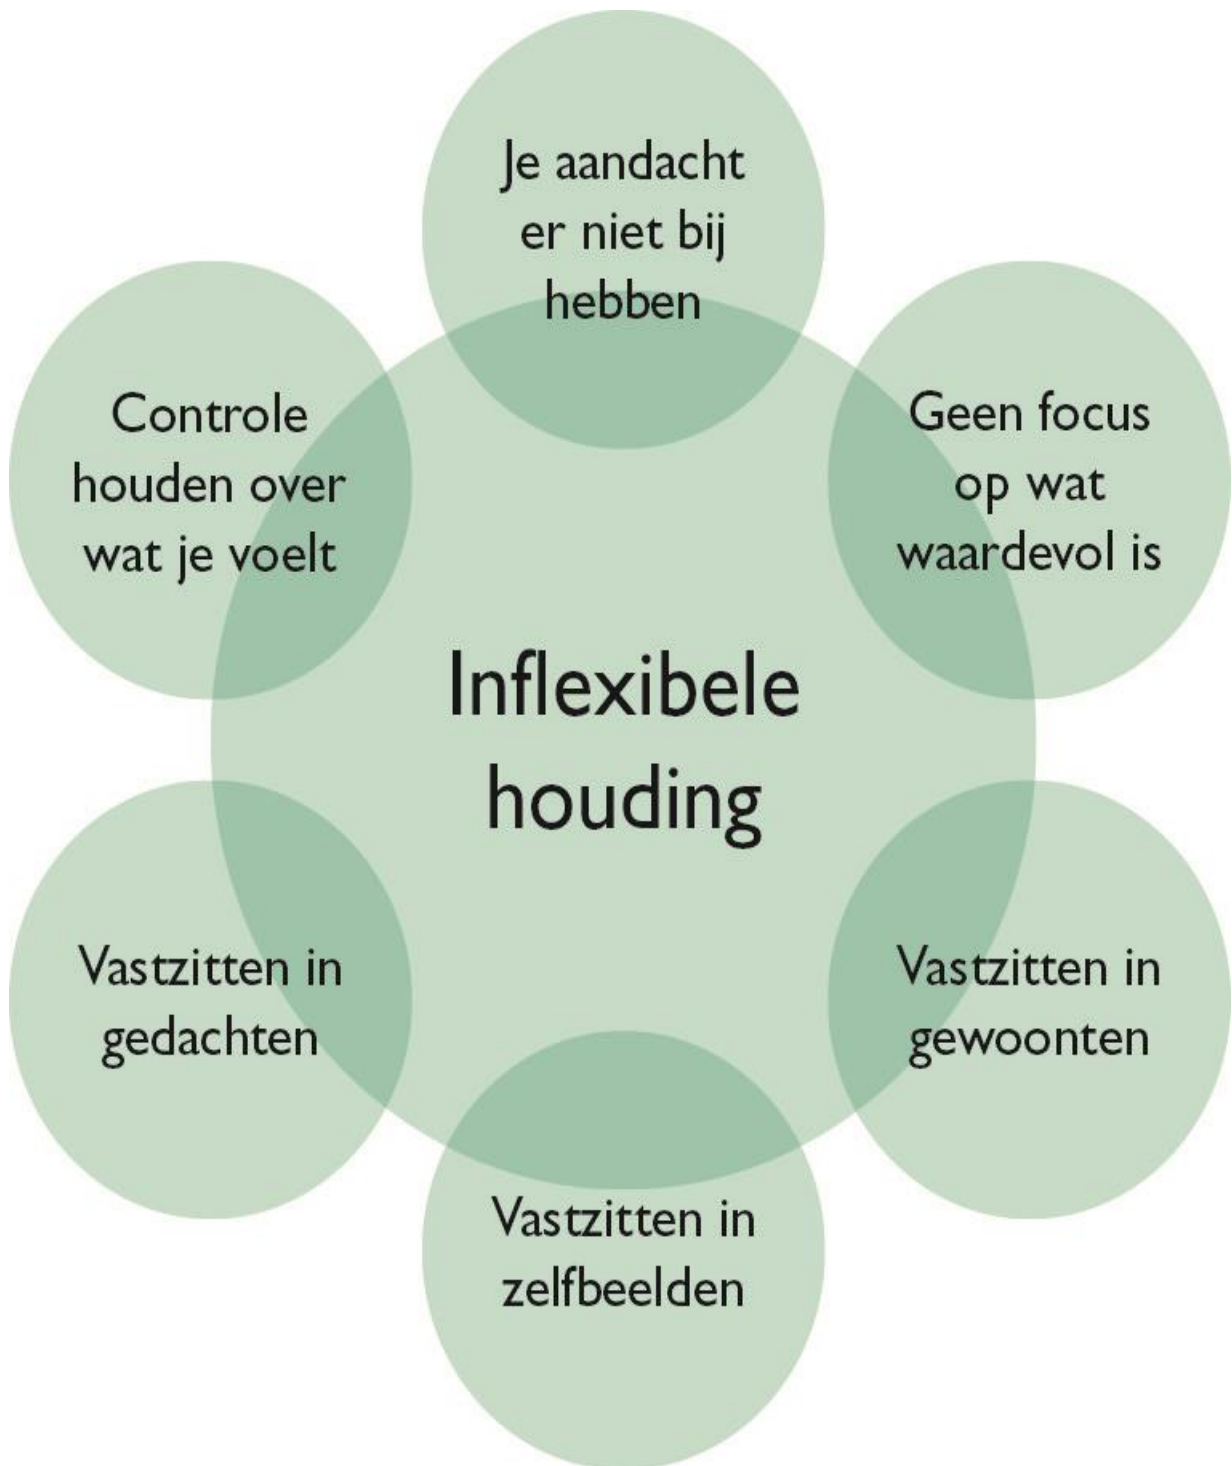 Je aandacht
er niet bij
hebben
Controle
houden over
wat je voelt
Geen focus
op wat
waardevol is
Inflexibele
houding
Vastzitten in
gedachten
Vastzitten in
gewoonten
Vastzitten in
zelfbeelden